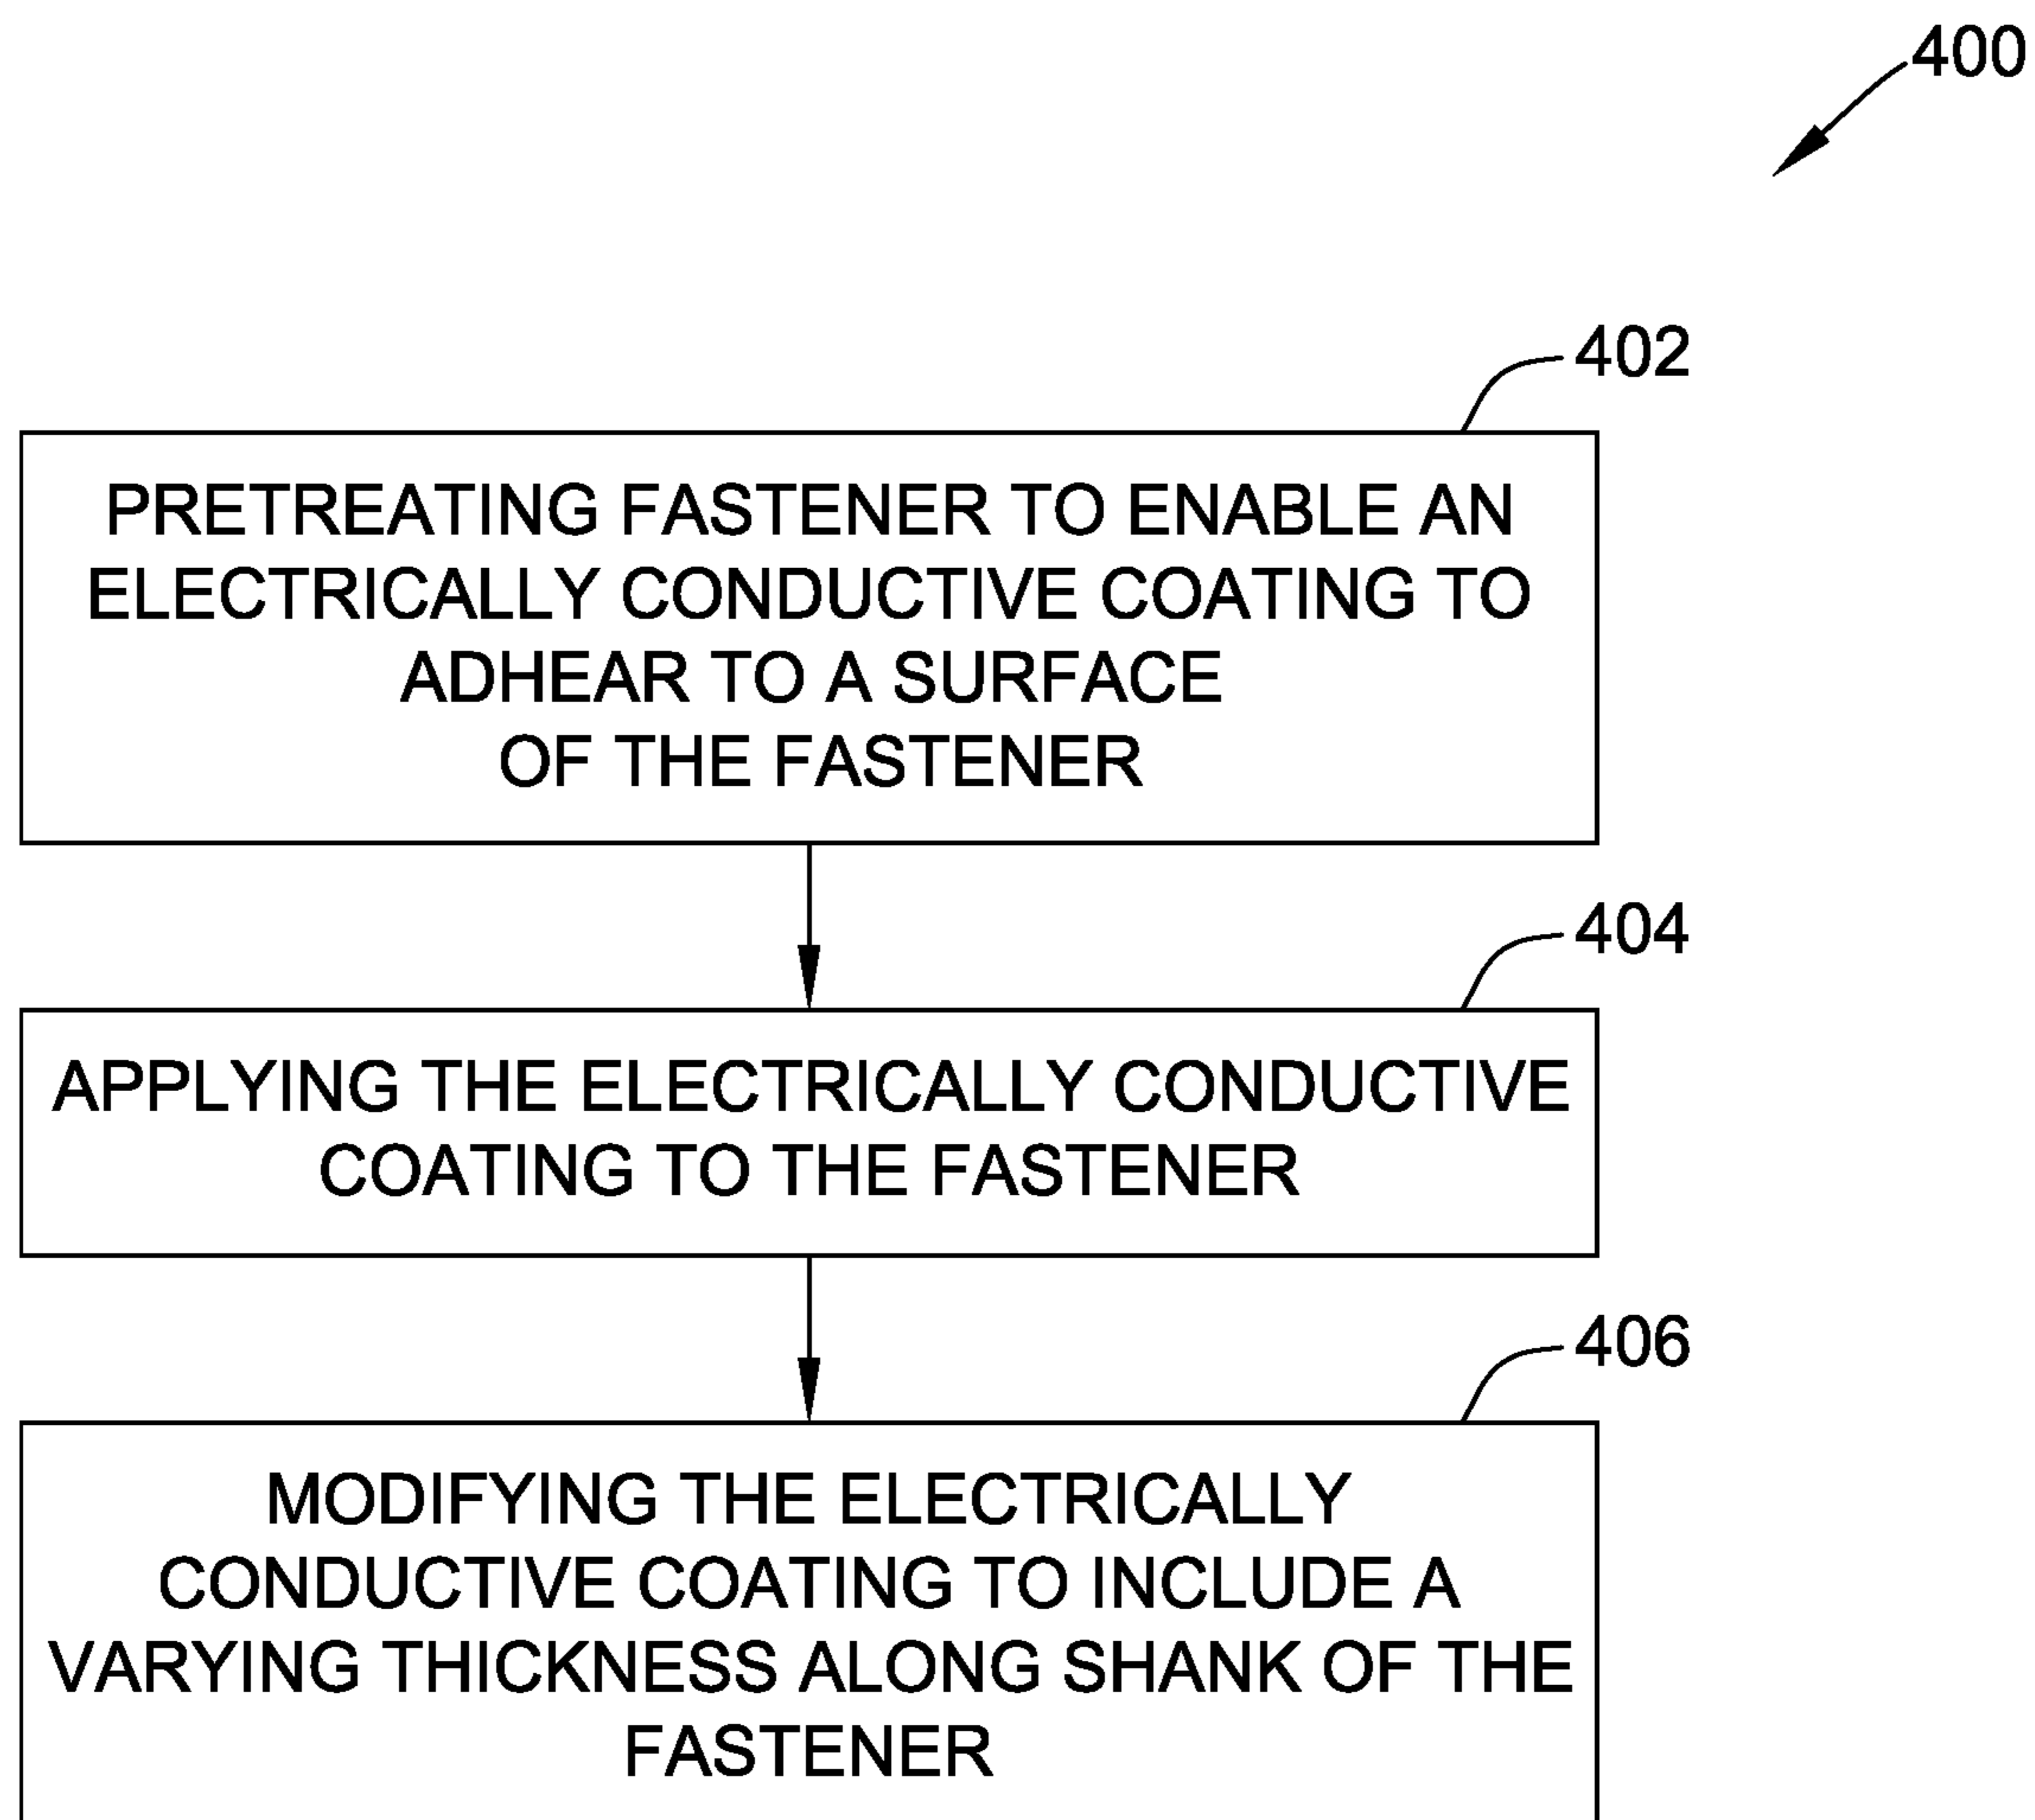 400
402
PRETREATING FASTENER TO ENABLE AN
ELECTRICALLY CONDUCTIVE COATING TO
ADHEAR TO A SURFACE
OF THE FASTENER
404
APPLYING THE ELECTRICALLY CONDUCTIVE
COATING TO THE FASTENER
406
MODIFYING THE ELECTRICALLY
CONDUCTIVE COATING TO INCLUDE A
VARYING THICKNESS ALONG SHANK OF THE
FASTENER